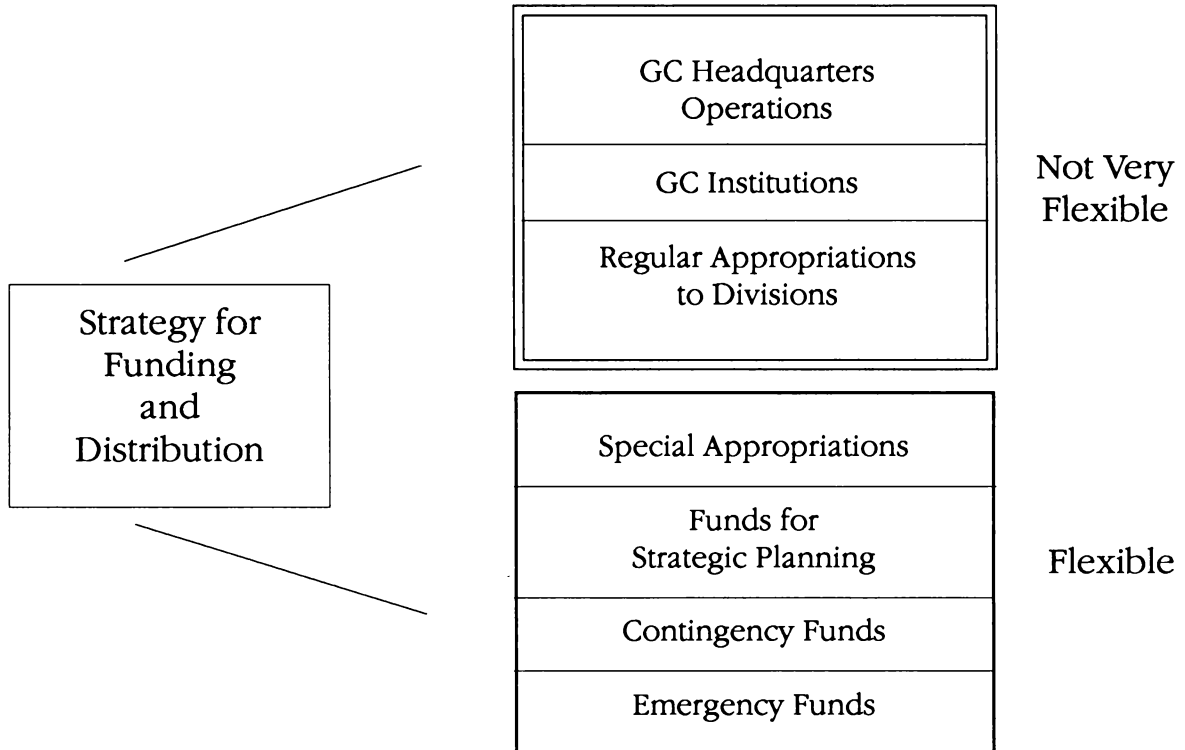 Strategy for
Funding
and
Distribution
GC Headquarters
Operations
GC Institutions
Regular Appropriations
to Divisions
Not Very
Flexible
Special Appropriations
Funds for
Strategic Planning
Contingency Funds
Emergency Funds
Flexible